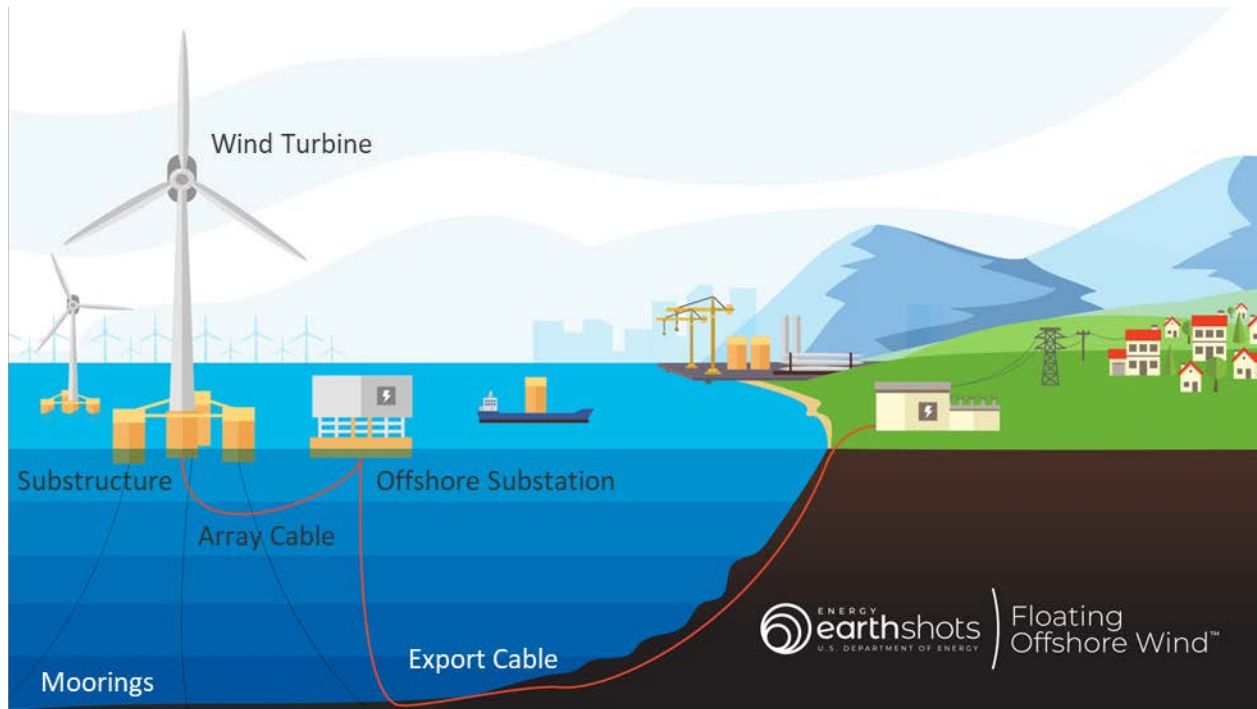 Wind Turbine
Substructure
Offshore Substation
Array Cable
Export Cable
Moorings
ENERGY
earthshots
U.S. DEPARTMENT OF ENERGY
Floating
Offshore Wind™